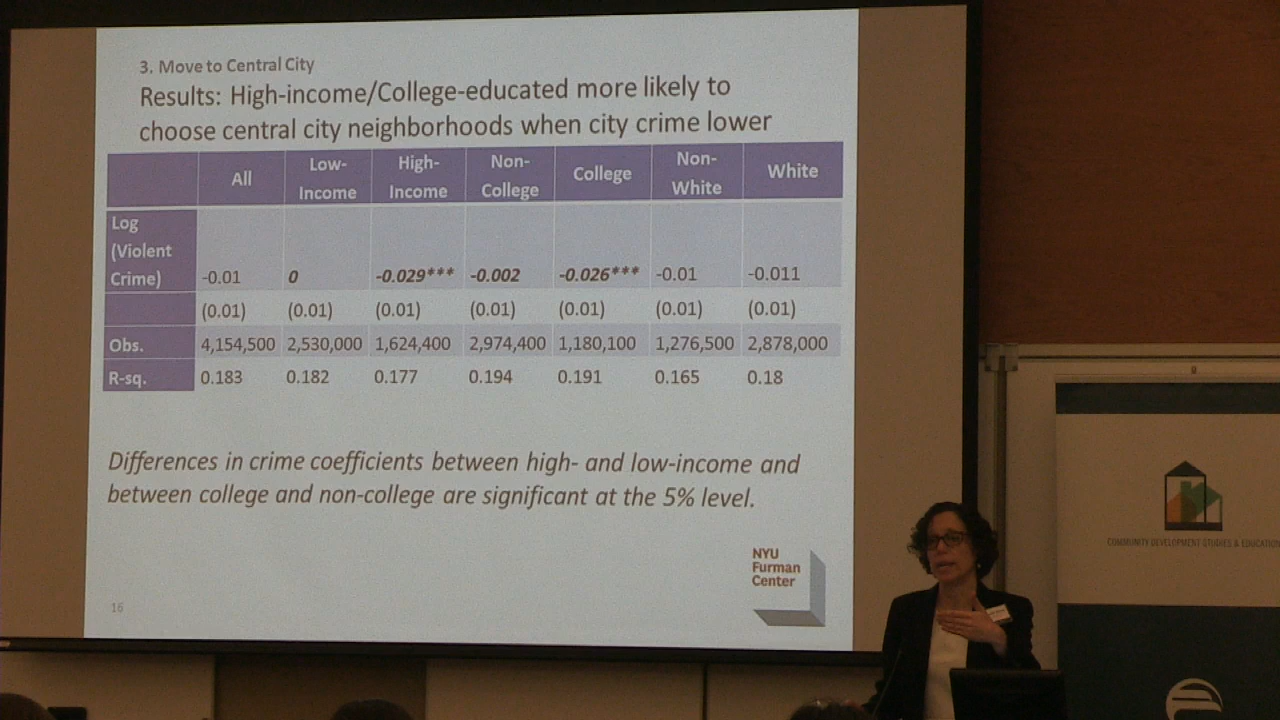 3. Move to Central City
Results: High-income/College-educated more likely to
choose central city neighborhoods when city crime lower
All Low-Income High-Income Non-College College Non-White White
Log (Violent Crime) -0.01 0 -0.029*** -0.002 -0.026*** -0.01 -0.011
(0.01) (0.01) (0.01) (0.01) (0.01) (0.01) (0.01)
Obs. 4,154,500 2,530,000 1,624,400 2,974,400 1,180,100 1,276,500 2,878,000
R-sq. 0.183 0.182 0.177 0.194 0.191 0.165 0.18
Differences in crime coefficients between high- and low-income and
between college and non-college are significant at the 5% level.
NYU
Furman
Center
16
COMMUNITY DEVELOPMENT STUDIES & EDUCATION